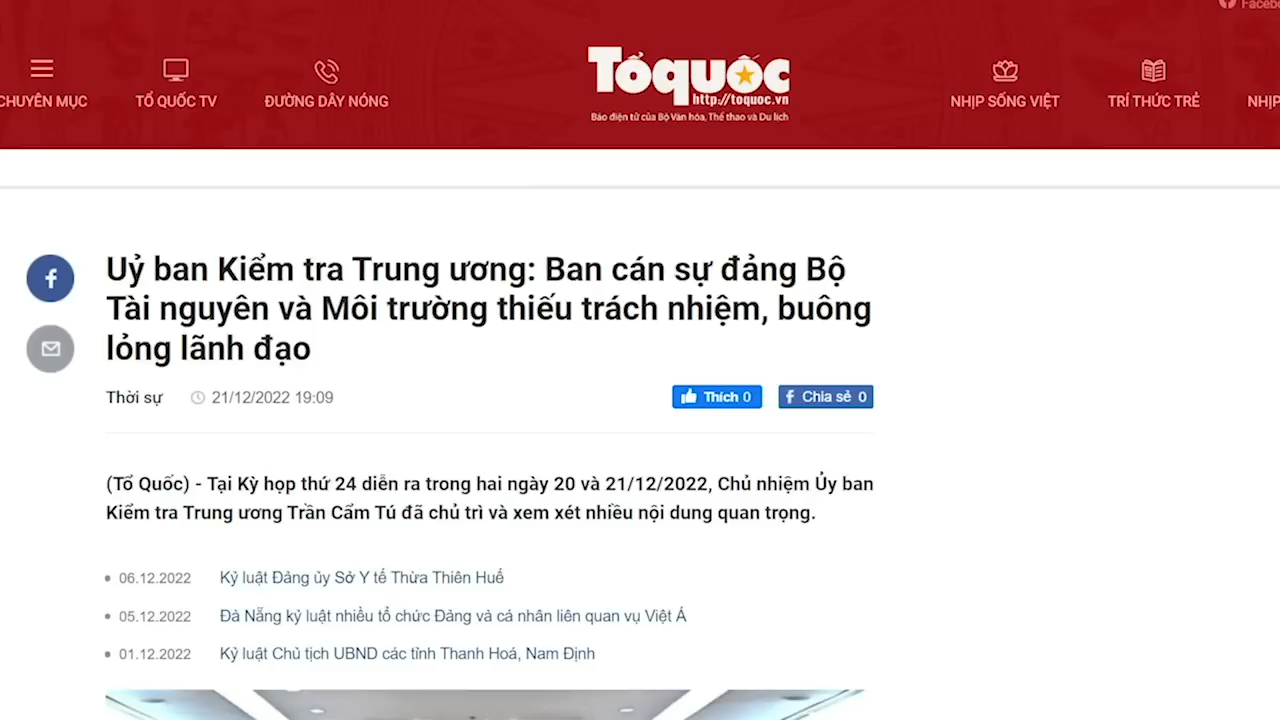 Facebo
CHUYÊN MỤC
TỔ QUỐC TV
ĐƯỜNG DÂY NÓNG
Tổquốc
http://toquoc.vn
Báo điện tử của Bộ Văn hóa, Thể thao và Du lịch
NHỊP SỐNG VIỆT
TRÍ THỨC TRẺ
NHỊP
Uỷ ban Kiểm tra Trung ương: Ban cán sự đảng Bộ
Tài nguyên và Môi trường thiếu trách nhiệm, buông
lỏng lãnh đạo
Thời sự 21/12/2022 19:09
Thích 0
Chia sẻ 0
(Tổ Quốc) - Tại Kỳ họp thứ 24 diễn ra trong hai ngày 20 và 21/12/2022, Chủ nhiệm Ủy ban
Kiểm tra Trung ương Trần Cẩm Tú đã chủ trì và xem xét nhiều nội dung quan trọng.
06.12.2022 Kỷ luật Đảng ủy Sở Y tế Thừa Thiên Huế
05.12.2022 Đà Nẵng kỷ luật nhiều tổ chức Đảng và cá nhân liên quan vụ Việt Á
01.12.2022 Kỷ luật Chủ tịch UBND các tỉnh Thanh Hoá, Nam Định